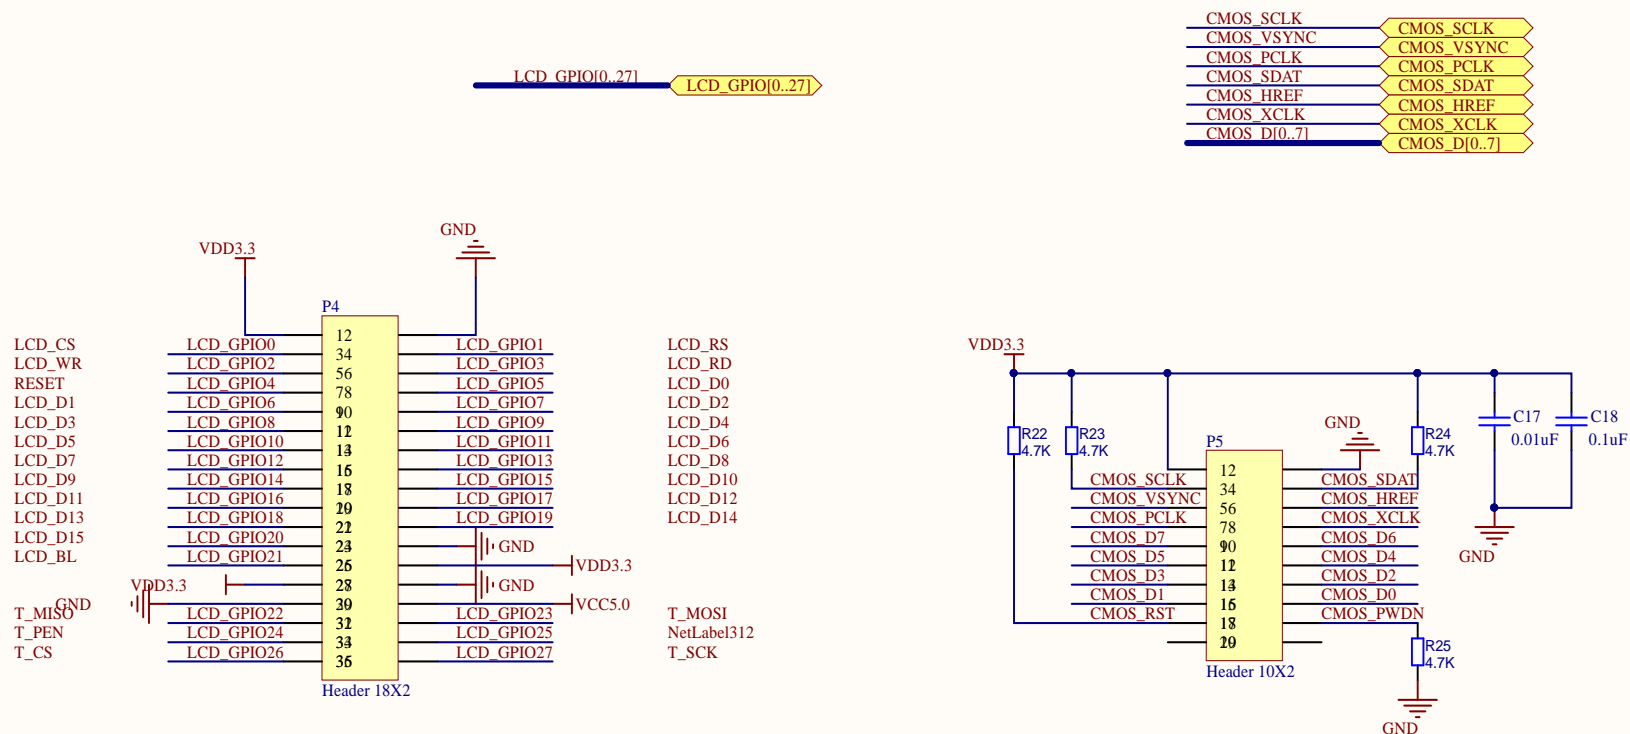 CMOS_SCLK CMOS_SCLK
CMOS_VSYNC CMOS_VSYNC
CMOS_PCLK CMOS_PCLK
CMOS_SDAT CMOS_SDAT
CMOS_HREF CMOS_HREF
CMOS_XCLK CMOS_XCLK
CMOS_D[0..7] CMOS_D[0..7]
LCD_GPIO[0..27] LCD_GPIO[0..27]
GND
VDD3.3
P4
12
LCD_CS LCD_GPIO0 34 LCD_GPIO1 LCD_RS
LCD_WR LCD_GPIO2 56 LCD_GPIO3 LCD_RD
RESET LCD_GPIO4 78 LCD_GPIO5 LCD_D0
LCD_D1 LCD_GPIO6 LCD_GPIO7 LCD_D2
LCD_D3 LCD_GPIO8 LCD_GPIO9 LCD_D4
LCD_D5 LCD_GPIO10 LCD_GPIO11 LCD_D6
LCD_D7 LCD_GPIO12 LCD_GPIO13 LCD_D8
LCD_D9 LCD_GPIO14 LCD_GPIO15 LCD_D10
LCD_D11 LCD_GPIO16 LCD_GPIO17 LCD_D12
LCD_D13 LCD_GPIO18 LCD_GPIO19 LCD_D14
LCD_D15 LCD_GPIO20 GND
LCD_BL LCD_GPIO21 VDD3.3
VDD3.3 GND
GND VCC5.0
T_MISO LCD_GPIO22 LCD_GPIO23 T_MOSI
T_PEN LCD_GPIO24 LCD_GPIO25 NetLabel312
T_CS LCD_GPIO26 LCD_GPIO27 T_SCK
Header 18X2
VDD3.3
R22 4.7K
R23 4.7K
P5
GND
R24 4.7K
C17 0.01uF
C18 0.1uF
12
CMOS_SCLK 34 CMOS_SDAT
CMOS_VSYNC 56 CMOS_HREF
CMOS_PCLK 78 CMOS_XCLK
CMOS_D7 CMOS_D6
CMOS_D5 CMOS_D4
CMOS_D3 CMOS_D2
CMOS_D1 CMOS_D0
CMOS_RST CMOS_PWDN
Header 10X2
GND
R25 4.7K
GND